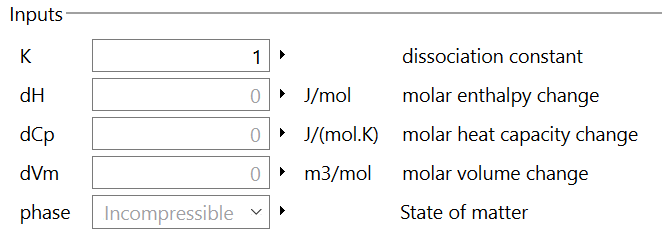 Inputs
K 1 dissociation constant
dH 0 J/mol molar enthalpy change
dCp 0 J/(mol.K) molar heat capacity change
dVm 0 m3/mol molar volume change
phase Incompressible State of matter